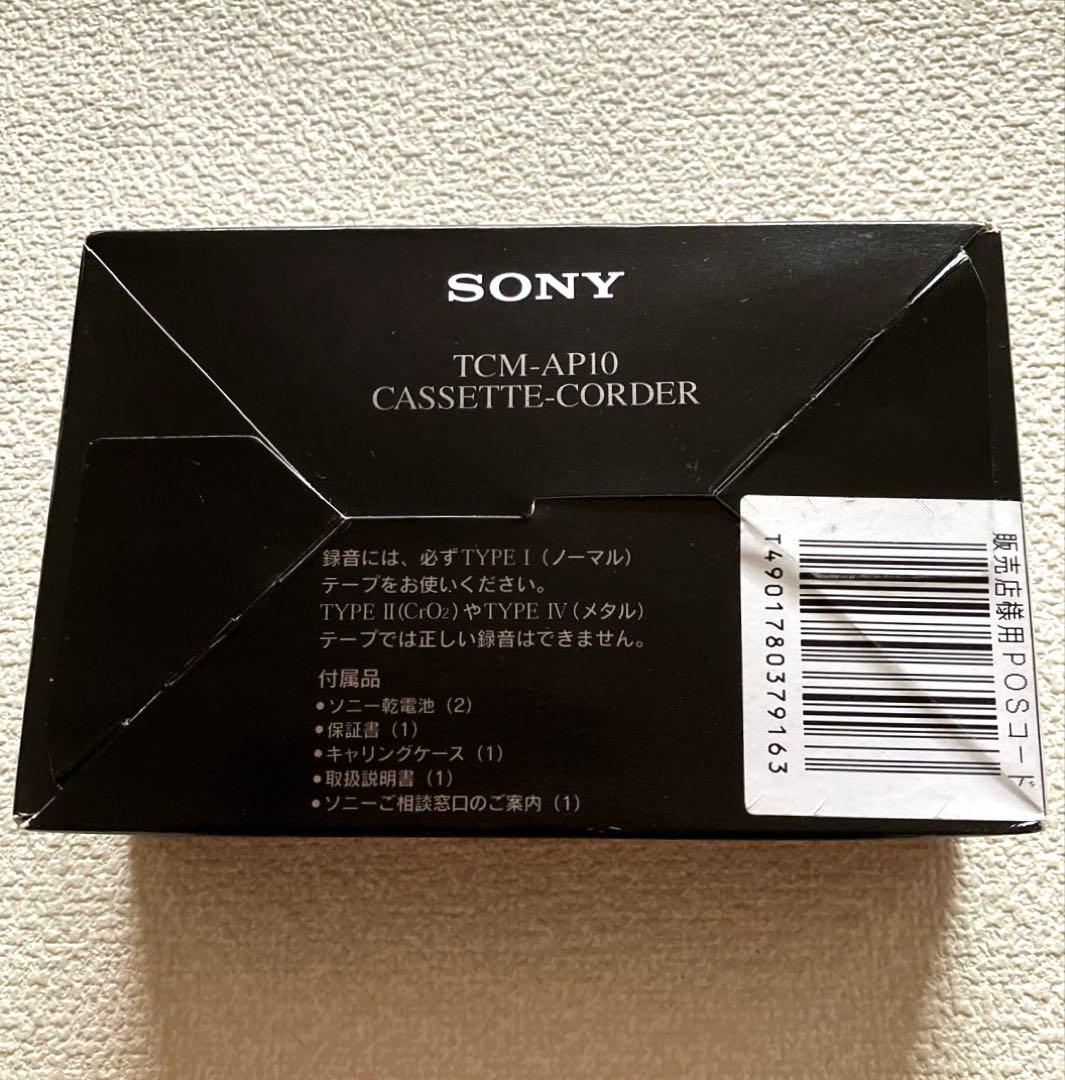 SONY
TCM-AP10
CASSETTE-CORDER
録音には、必ずTYPE I（ノーマル）
テープをお使いください。
TYPE II(CrO2)やTYPE IV（メタル）
テープでは正しい録音はできません。
付属品
•ソニー乾電池（2）
•保証書（1）
•キャリングケース（1）
•取扱説明書（1）
•ソニーご相談窓口のご案内（1）
販売店様用POSコード
T4901780379163